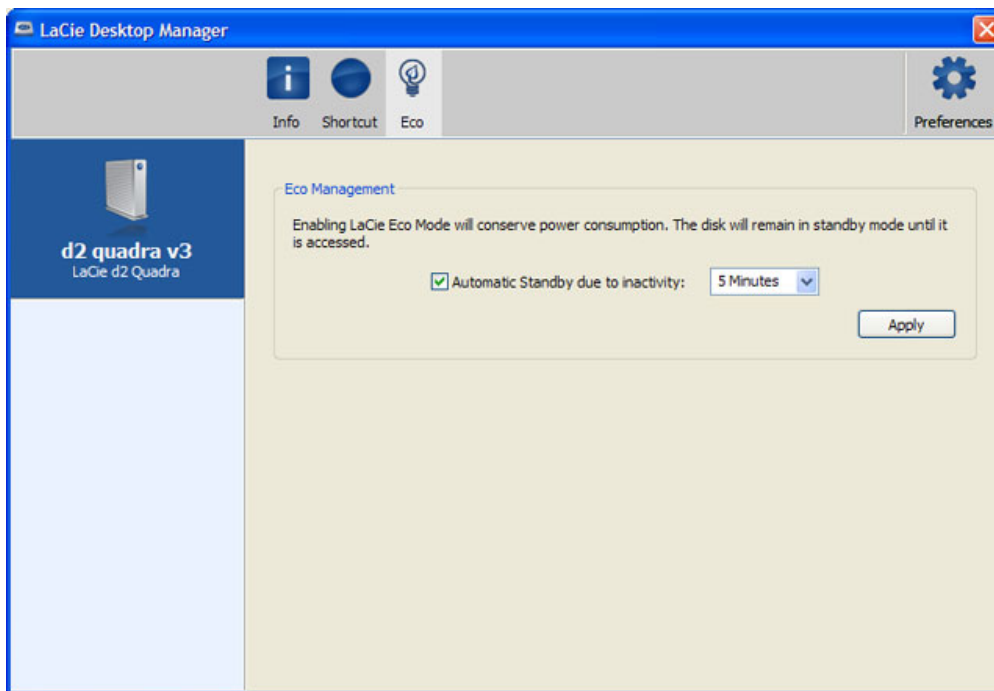 LaCie Desktop Manager
Info Shortcut Eco Preferences
d2 quadra v3
LaCie d2 Quadra
Eco Management
Enabling LaCie Eco Mode will conserve power consumption. The disk will remain in standby mode until it
is accessed.
Automatic Standby due to inactivity: 5 Minutes
Apply